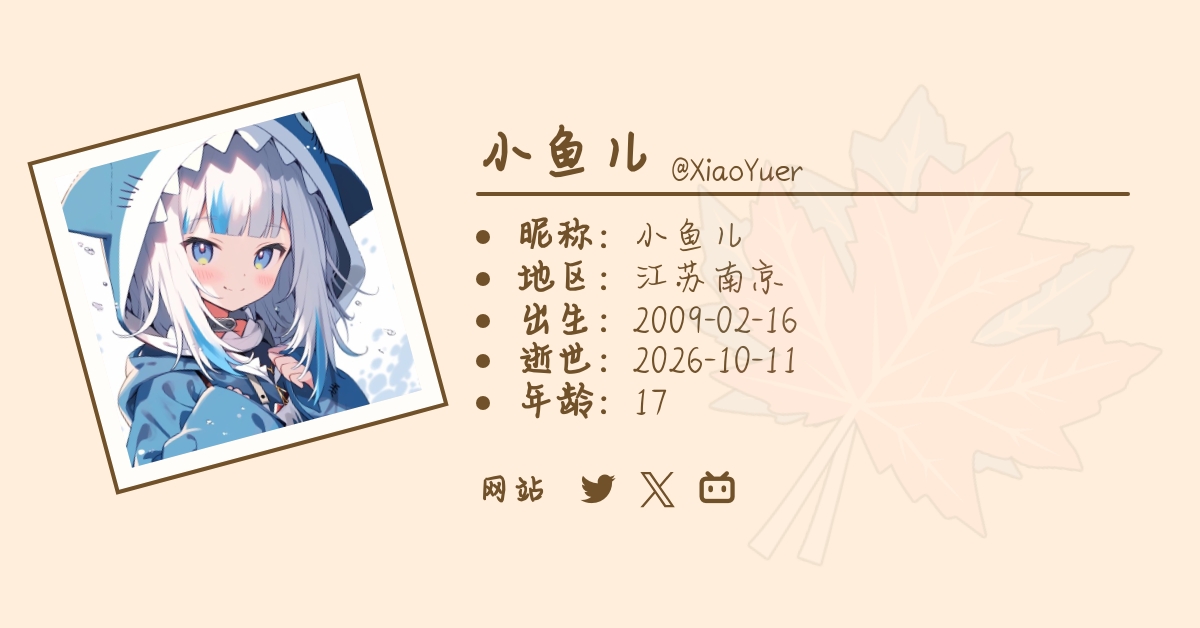 小鱼儿 @XiaoYuer
昵称：小鱼儿
地区：江苏南京
出生：2009-02-16
逝世：2026-10-11
年龄：17
网站